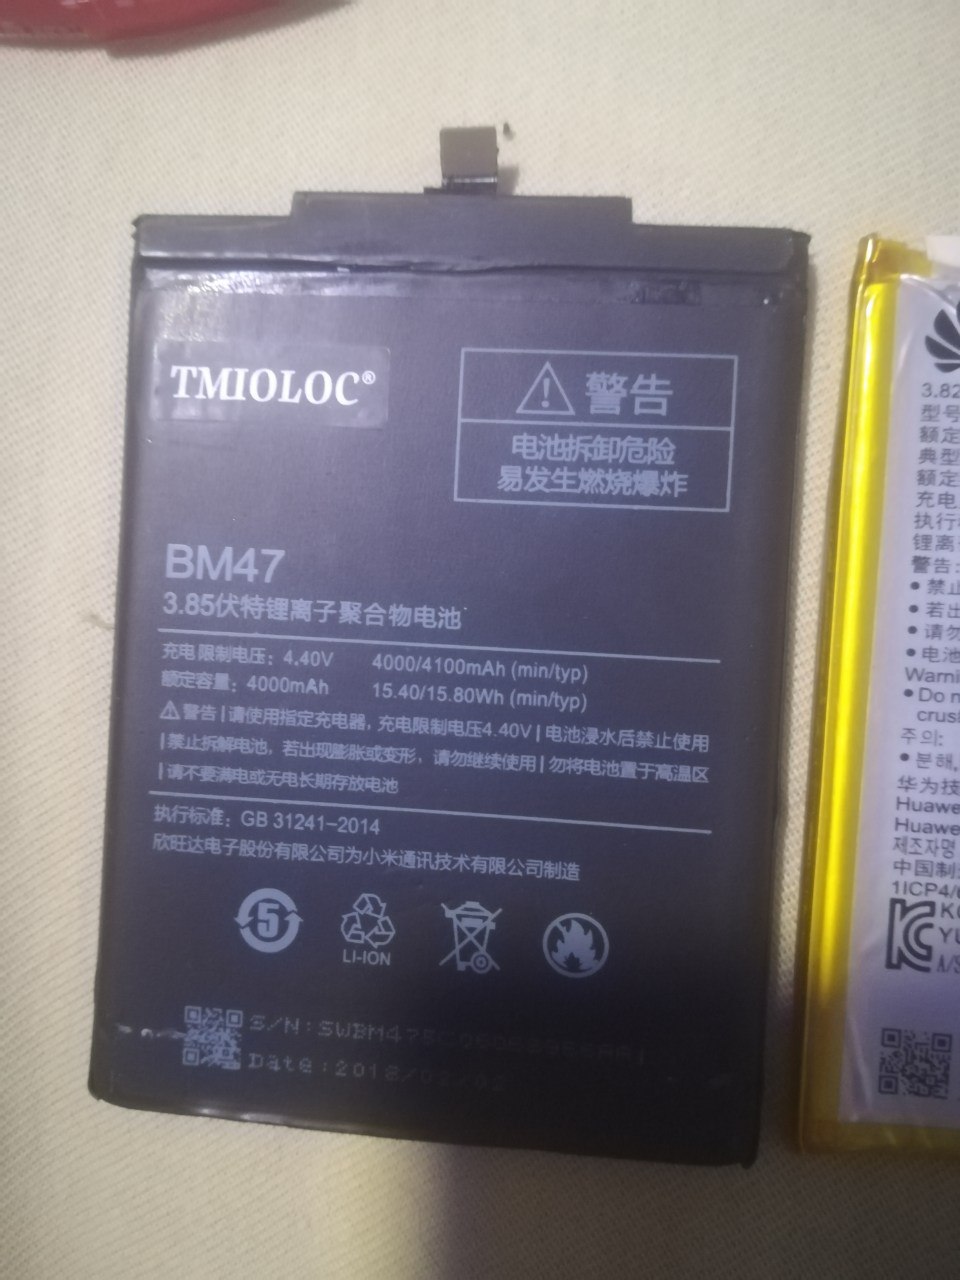 TMIOLOC®
警告
电池拆卸危险
易发生燃烧爆炸
BM47
3.85伏特锂离子聚合物电池
充电限制电压: 4.40V 4000/4100mAh (min/typ)
额定容量: 4000mAh 15.40/15.80Wh (min/typ)
警告|请使用指定充电器, 充电限制电压4.40V|电池浸水后禁止使用
|禁止拆解电池, 若出现膨胀或变形, 请勿继续使用|勿将电池置于高温区
|请不要满电或无电长期存放电池
执行标准: GB 31241-2014
欣旺达电子股份有限公司为小米通讯技术有限公司制造
5
LI-ION
S/N:
Date:2018/
3.82
型号
额定
典型
额定
充电
执行
锂离
警告:
• 禁止
• 若出
• 请勿
• 电池
Warni
• Do n
crus
주의:
• 분해,
华为技
Huawe
Huawe
제조자명
中国制
1ICP4/
YU
A/S